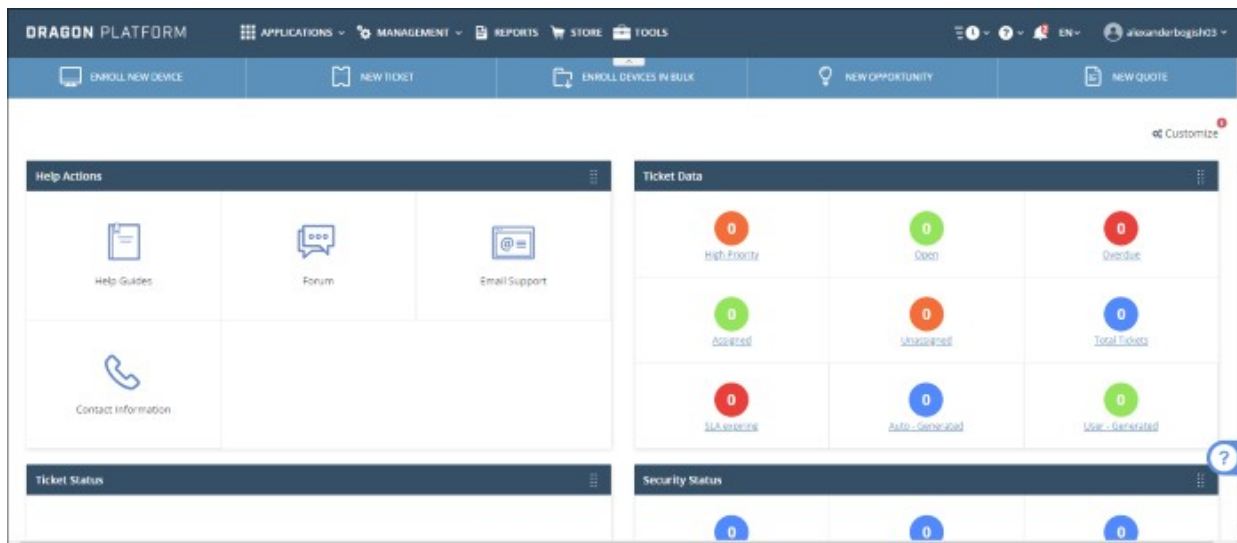 DRAGON PLATFORM APPLICATIONS MANAGEMENT REPORTS STORE TOOLS EN alexanderbogish03
ENROLL NEW DEVICE NEW TICKET ENROLL DEVICES IN BULK NEW OPPORTUNITY NEW QUOTE
Customize
Help Actions
Help Guides Forum Email Support
Contact Information
Ticket Data
0 0 0
High Priority Open Overdue
0 0 0
Assigned Unassigned Total Tickets
0 0 0
SLA expiring Auto - Generated User - Generated
?
Ticket Status
Security Status
0 0 0